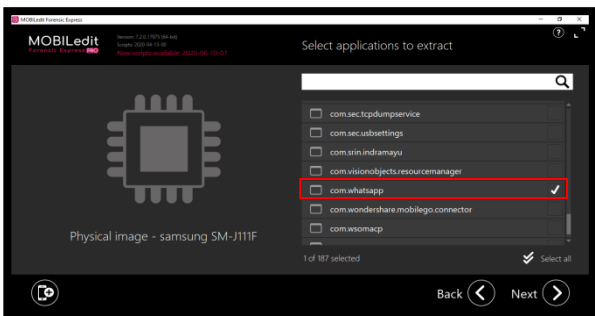 MOBILedit Forensic Express
MOBILedit
Forensic Express PRO
Version: 7.2.0.17975 (64-bit)
Scripts: 2020-04-15-00
New scripts available: 2020-06-10-01
Select applications to extract
com.sec.tcpdumpservice
com.sec.usbsettings
com.srin.indramayu
com.visionobjects.resourcemanager
com.whatsapp
com.wondershare.mobilego.connector
com.wsomacp
Physical image - samsung SM-J111F
1 of 187 selected
Select all
Back
Next